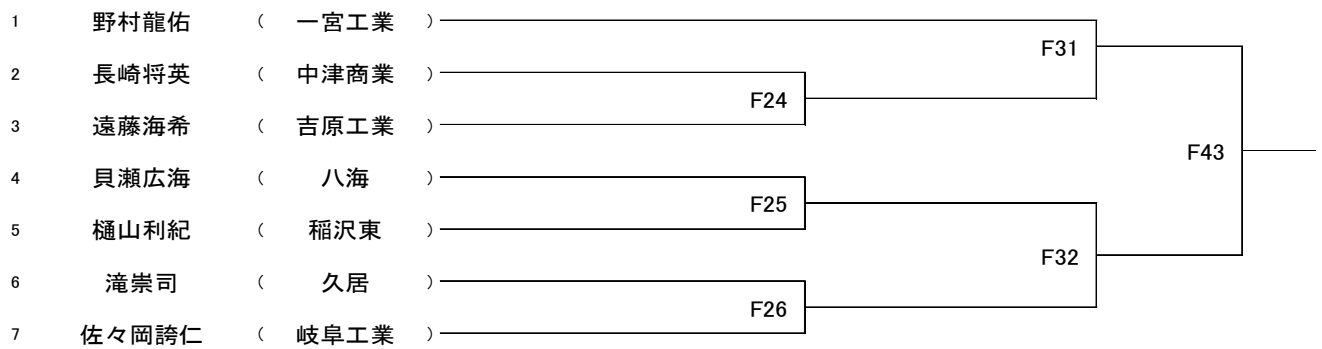 1 野村龍佑 ( 一宮工業 )
F31
2 長崎将英 ( 中津商業 )
F24
3 遠藤海希 ( 吉原工業 )
F43
4 貝瀬広海 ( 八海 )
F25
5 樋山利紀 ( 稲沢東 )
F32
6 滝崇司 ( 久居 )
F26
7 佐々岡誇仁 ( 岐阜工業 )